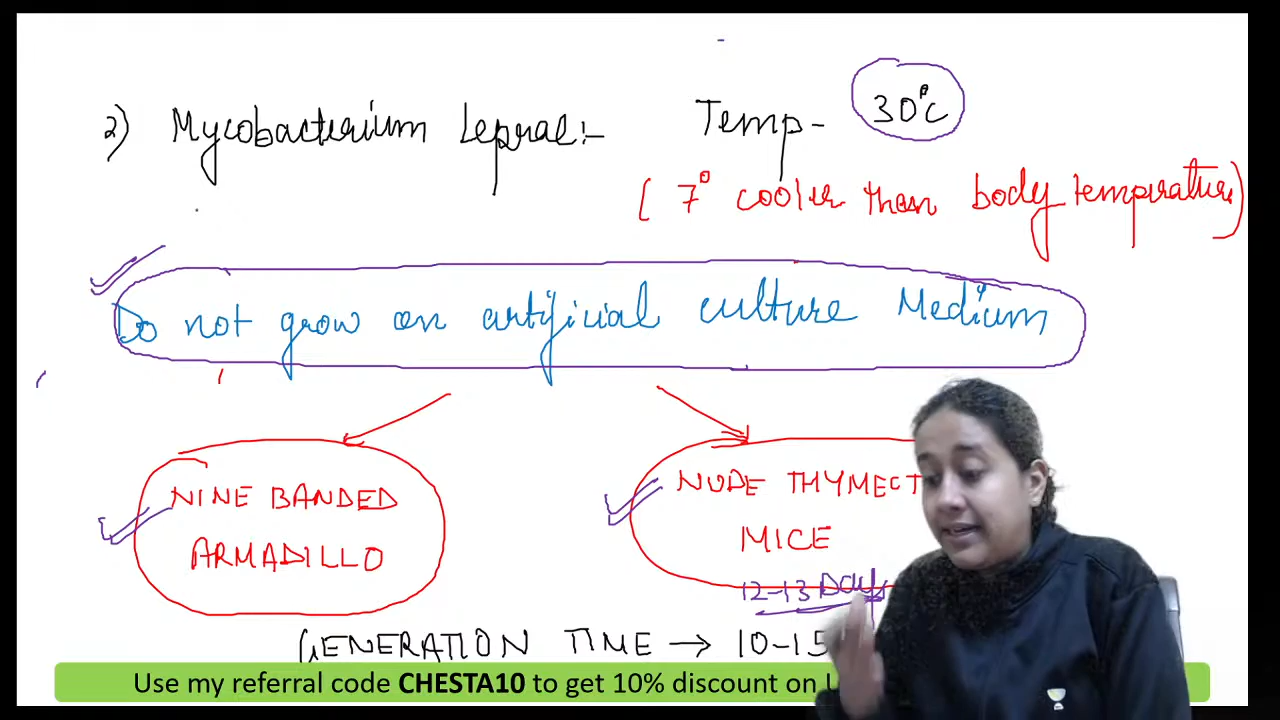 2) Mycobacterium Leprae:- Temp- 30°C
( 7° cooler than body temperature)
Do not grow on artificial culture Medium
NINE BANDED
ARMADILLO
NUDE THYMECT
MICE
12-13 Days
GENERATION TIME → 10-15
Use my referral code CHESTA10 to get 10% discount on